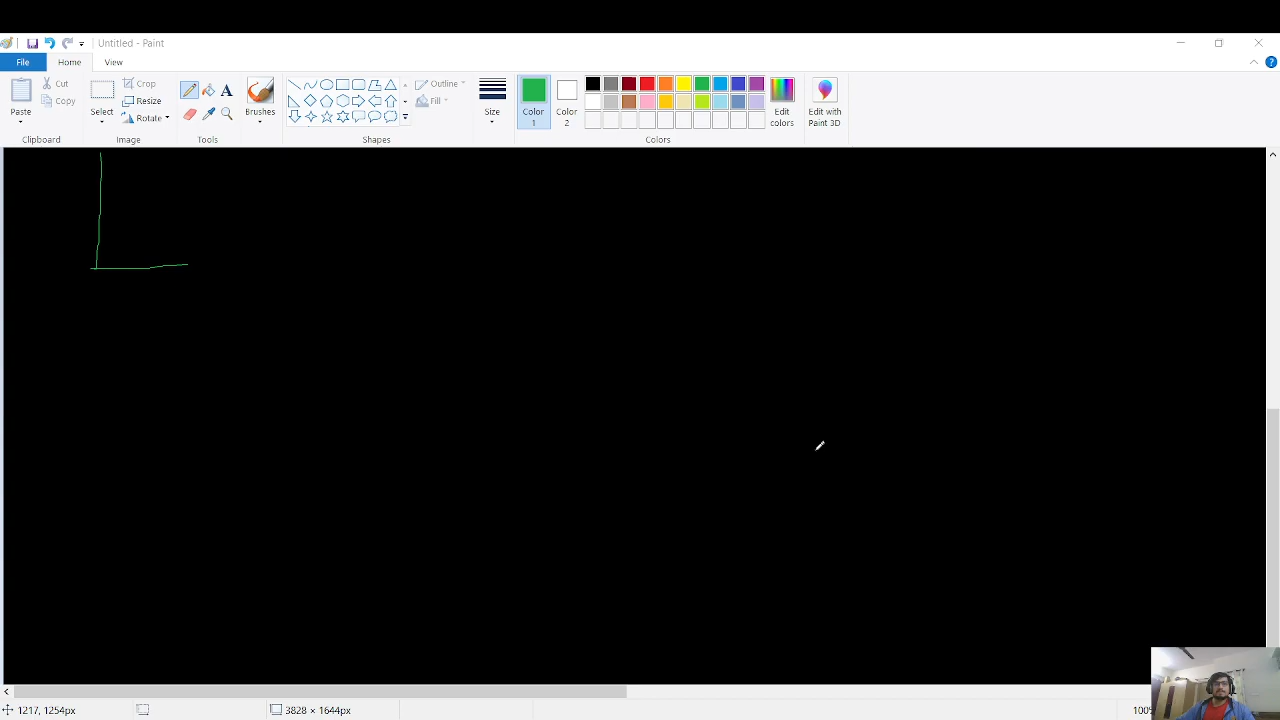 Untitled - Paint
File Home View
Cut
Copy
Paste
Clipboard
Crop
Resize
Rotate
Select
Image
A
Tools
Brushes
Outline
Fill
Shapes
Size
Color 1
Color 2
Edit colors
Colors
Edit with Paint 3D
1217, 1254px
3828 × 1644px
100%